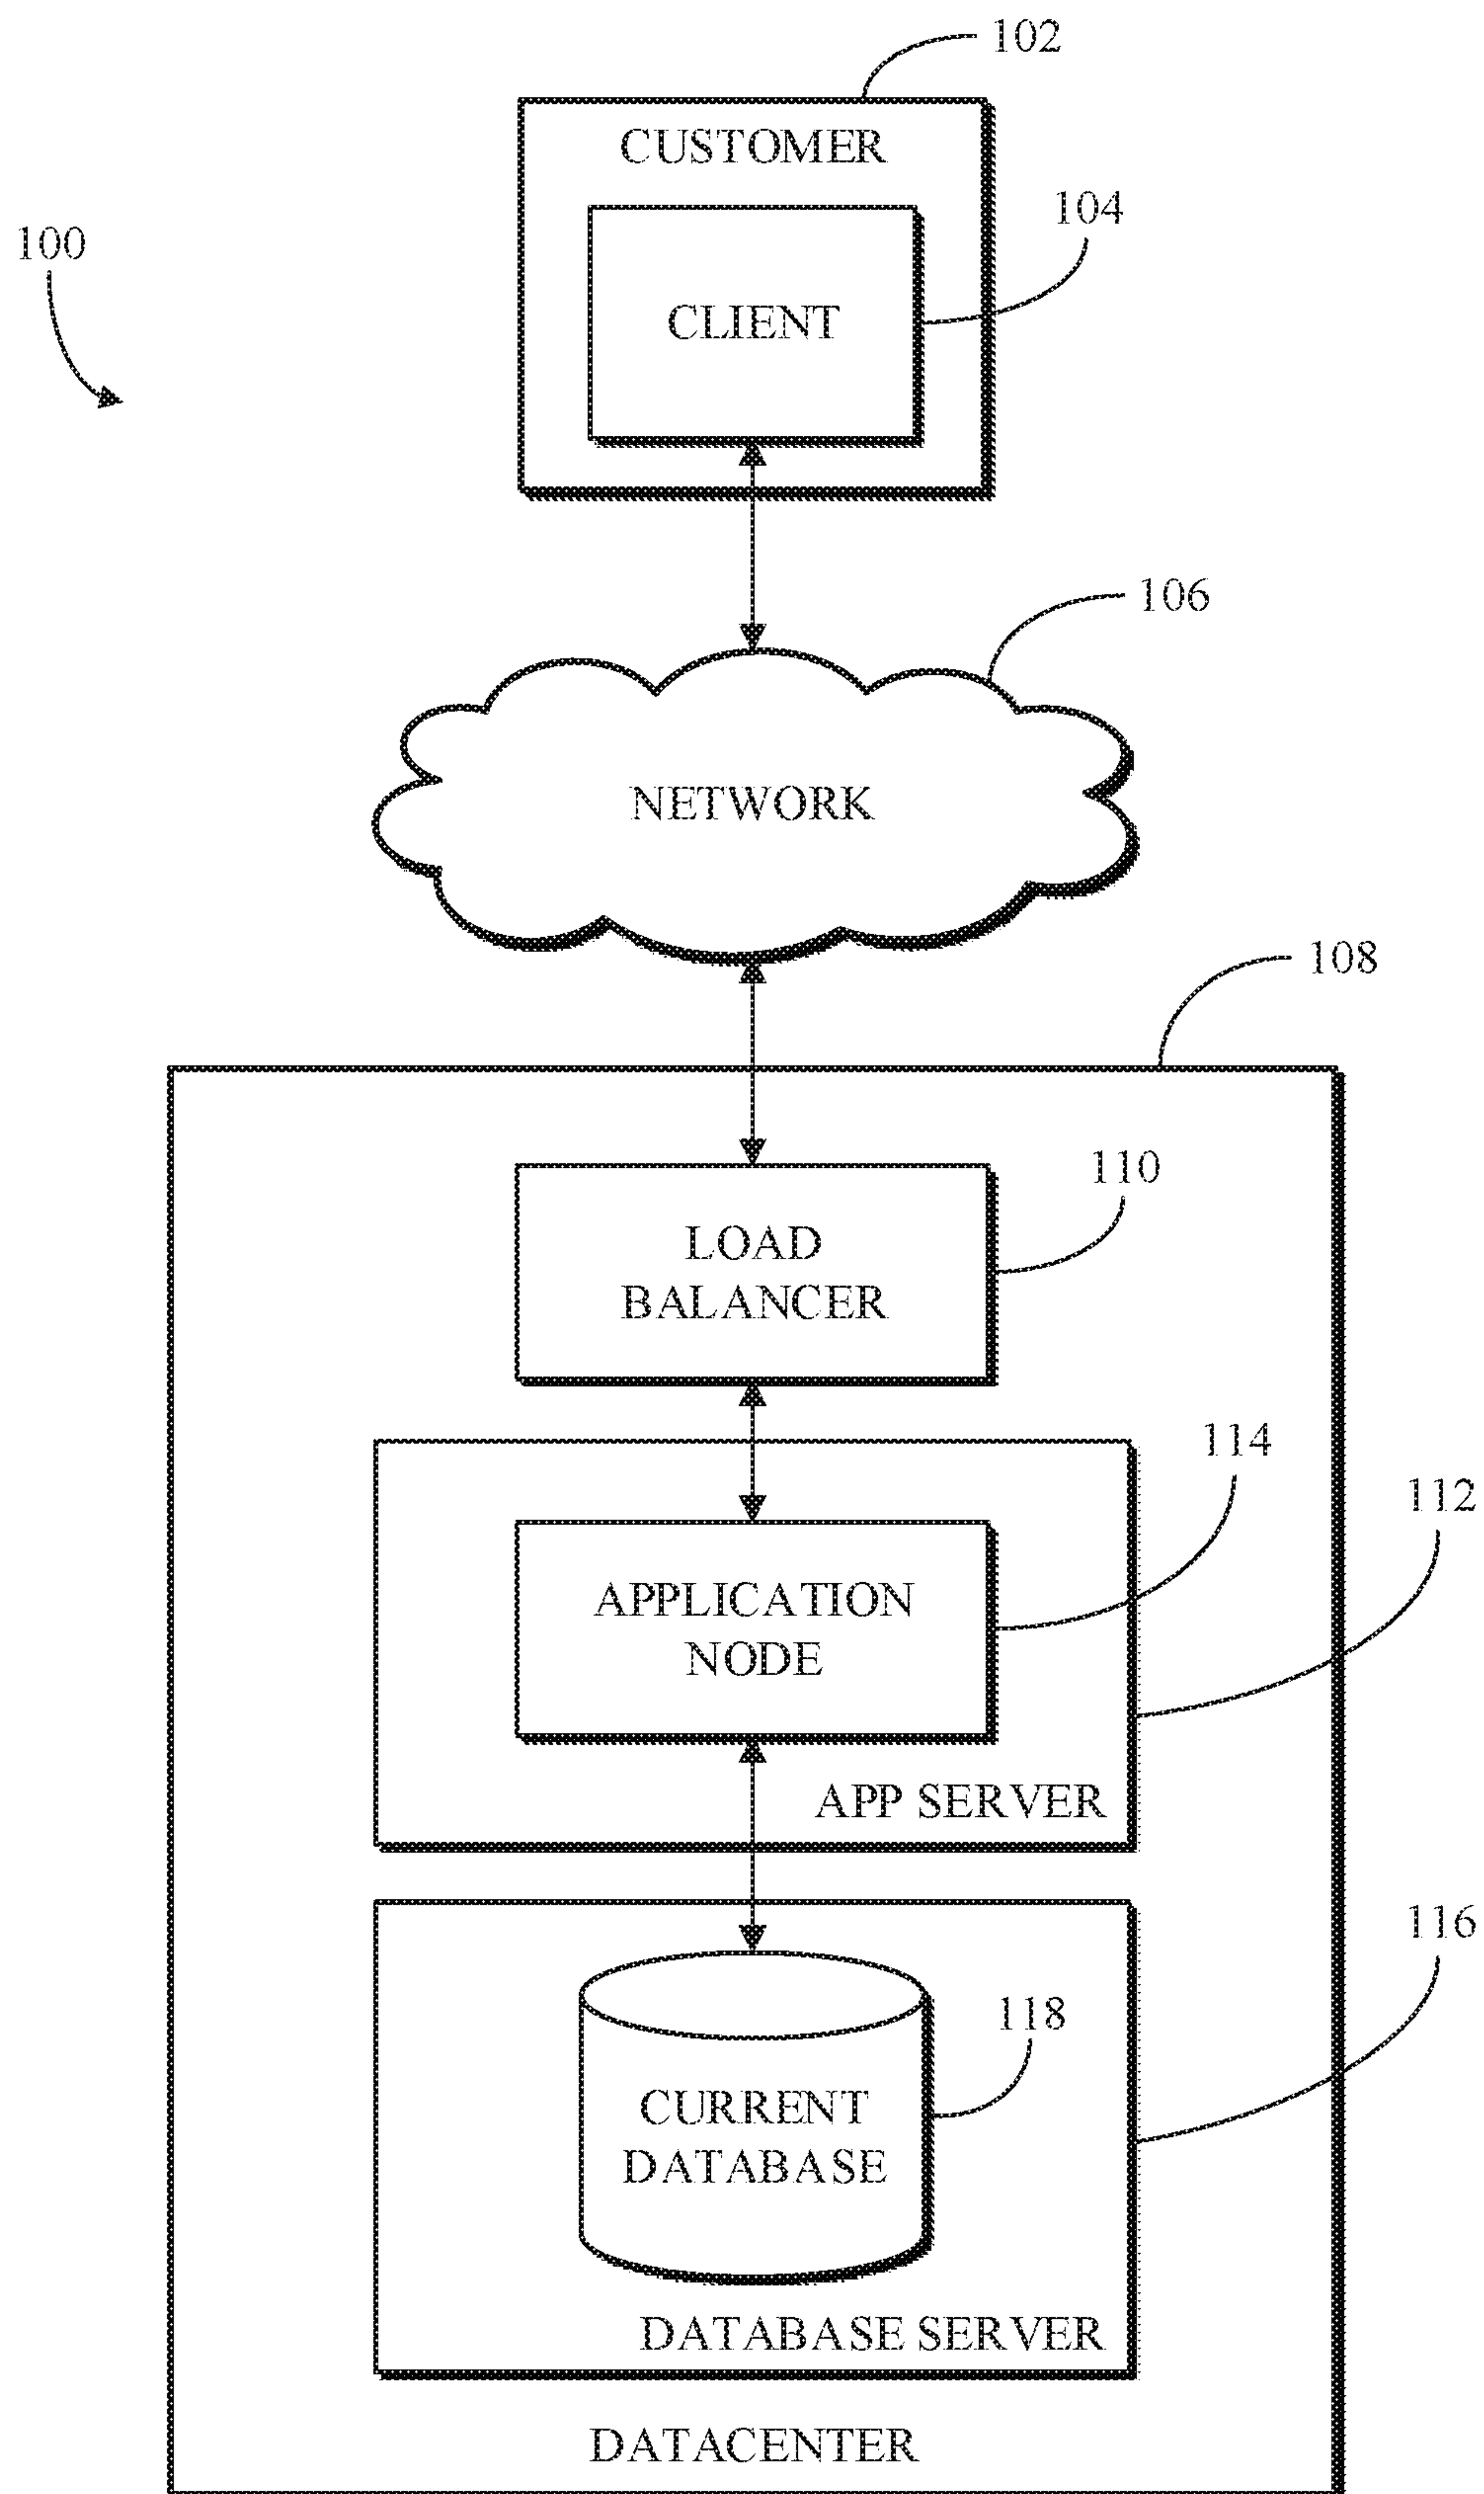 102
CUSTOMER
104
100
CLIENT
106
NETWORK
108
110
LOAD
BALANCER
114
112
APPLICATION
NODE
APP SERVER
116
118
CURRENT
DATABASE
DATABASE SERVER
DATACENTER